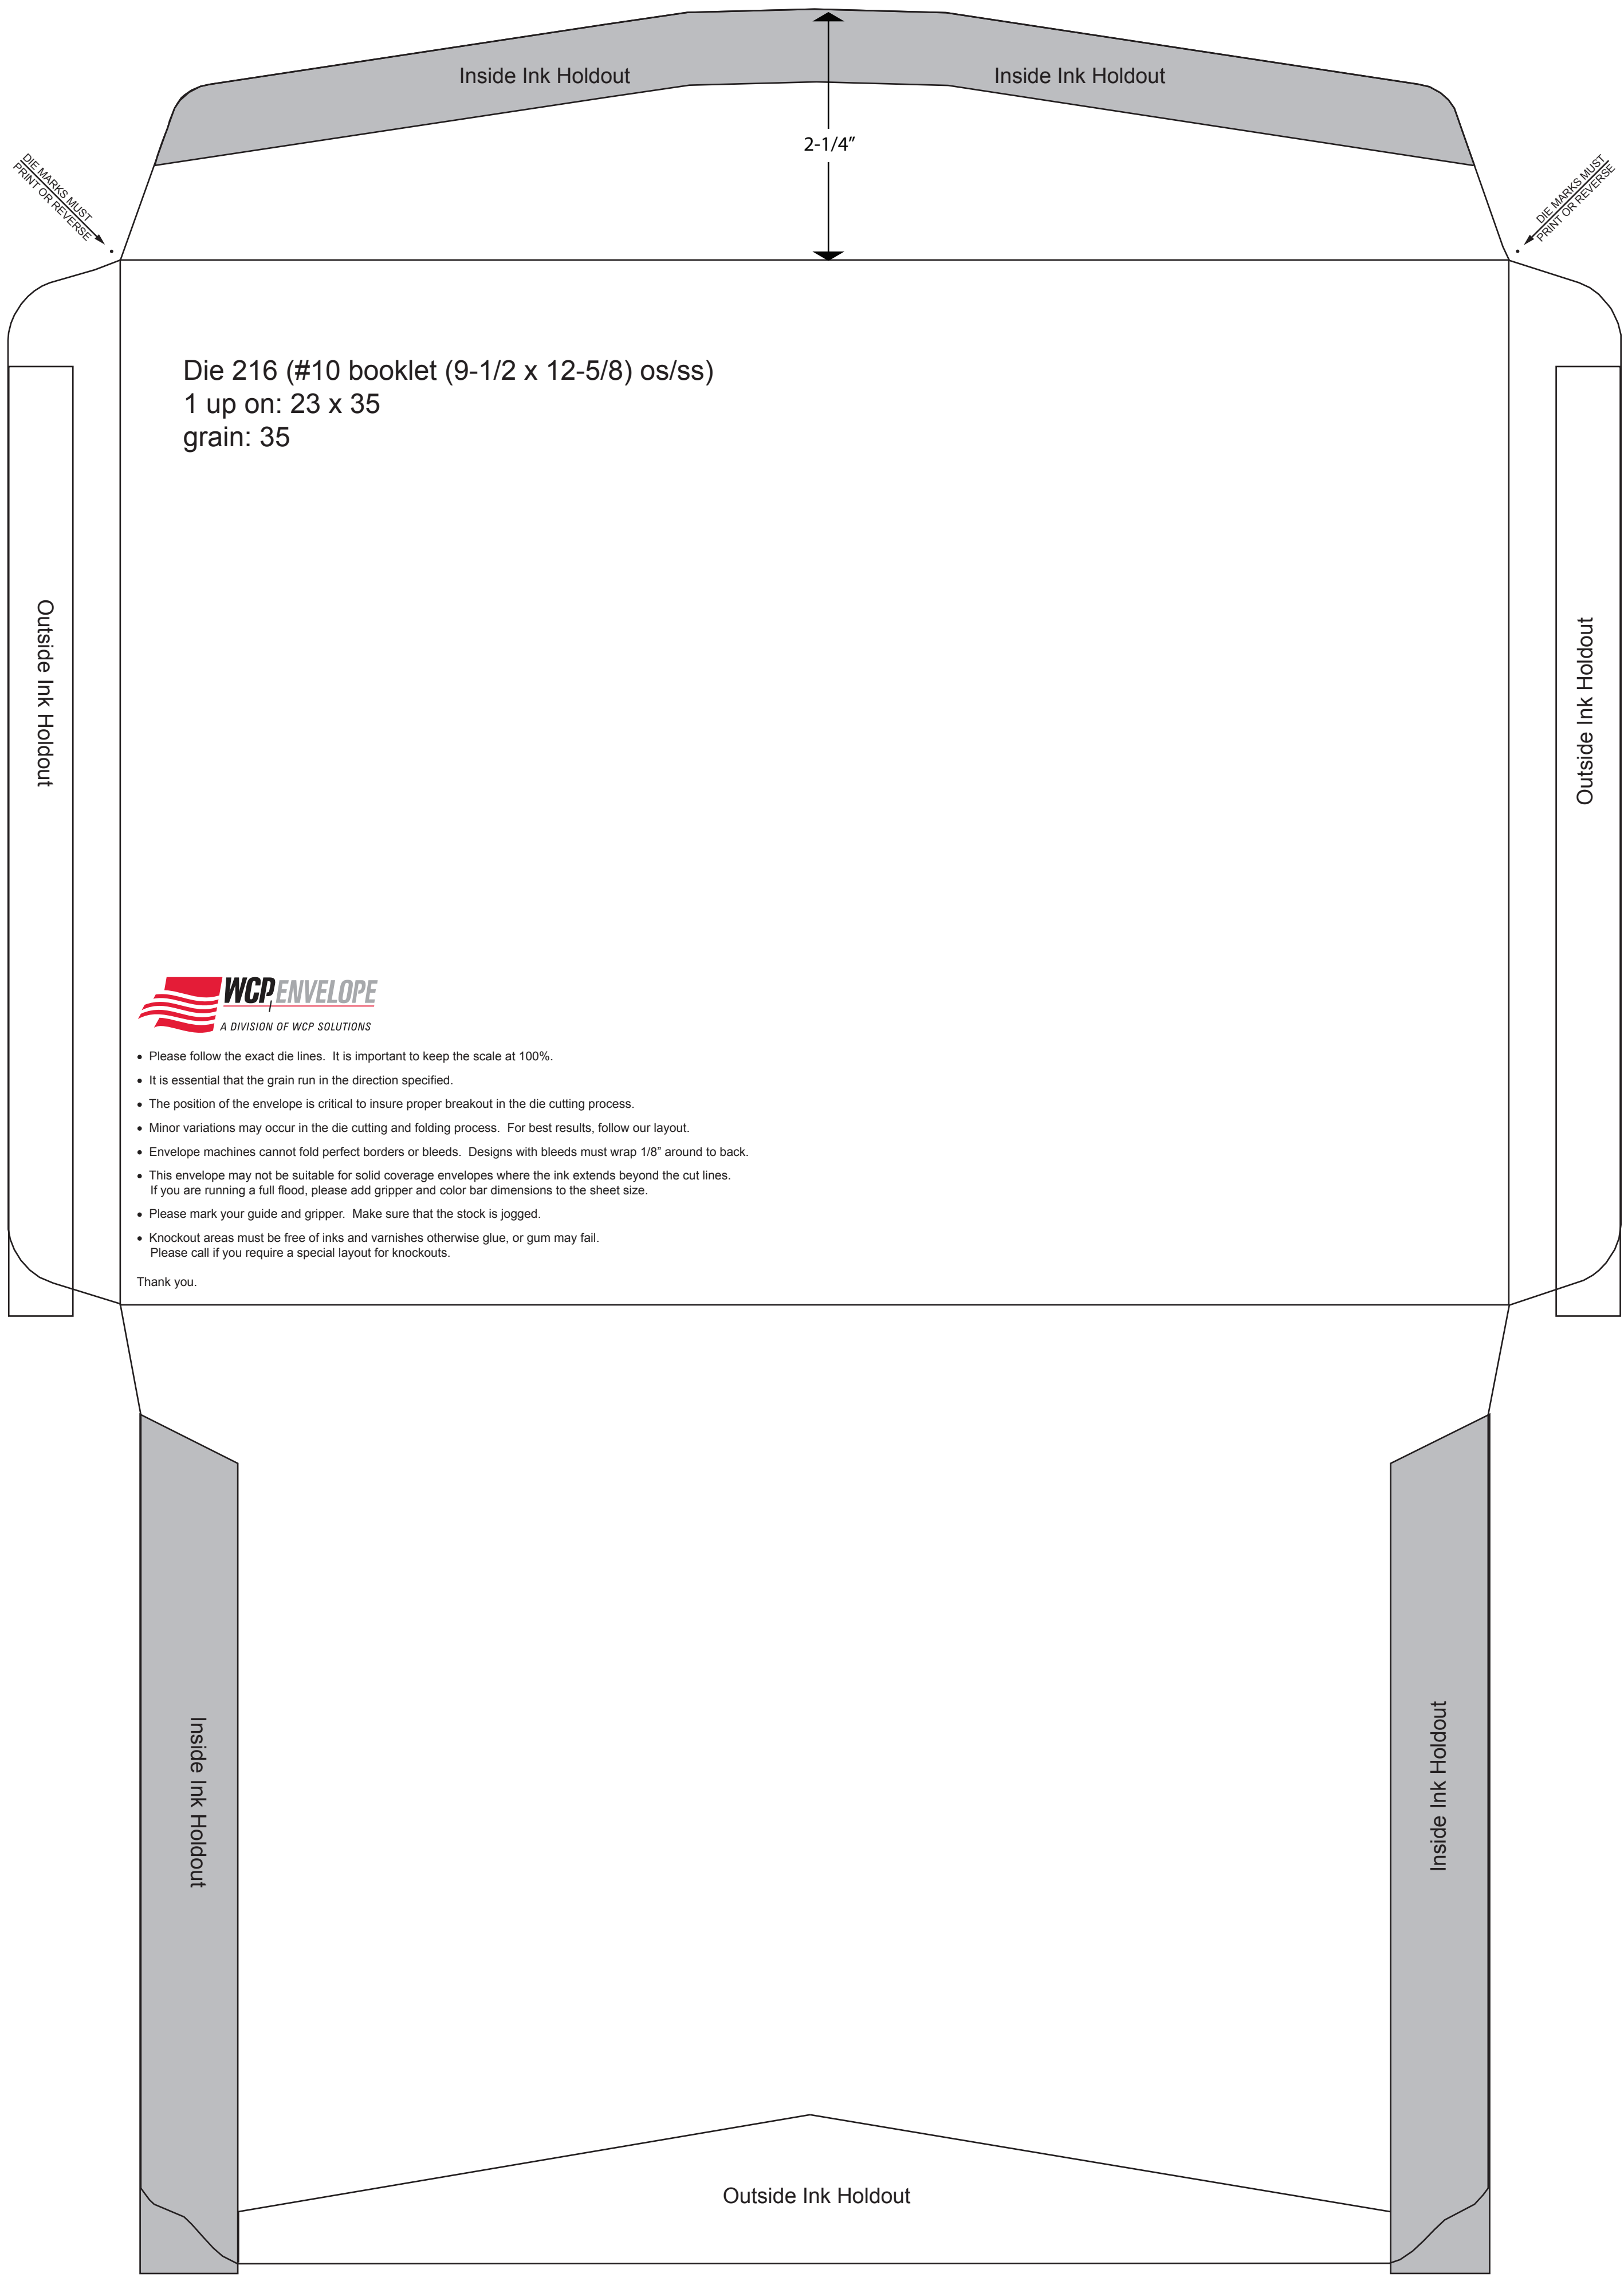 Inside Ink Holdout
Inside Ink Holdout
2-1/4”
DIE MARKS MUST
PRINT OR REVERSE
DIE MARKS MUST
PRINT OR REVERSE
Die 216 (#10 booklet (9-1/2 x 12-5/8) os/ss)
1 up on: 23 x 35
grain: 35
Outside Ink Holdout
Outside Ink Holdout
WCP ENVELOPE
A DIVISION OF WCP SOLUTIONS
• Please follow the exact die lines.  It is important to keep the scale at 100%.
• It is essential that the grain run in the direction specified.
• The position of the envelope is critical to insure proper breakout in the die cutting process.
• Minor variations may occur in the die cutting and folding process.  For best results, follow our layout.
• Envelope machines cannot fold perfect borders or bleeds.  Designs with bleeds must wrap 1/8” around to back.
• This envelope may not be suitable for solid coverage envelopes where the ink extends beyond the cut lines.
If you are running a full flood, please add gripper and color bar dimensions to the sheet size.
• Please mark your guide and gripper.  Make sure that the stock is jogged.
• Knockout areas must be free of inks and varnishes otherwise glue, or gum may fail.
Please call if you require a special layout for knockouts.
Thank you.
Inside Ink Holdout
Inside Ink Holdout
Outside Ink Holdout